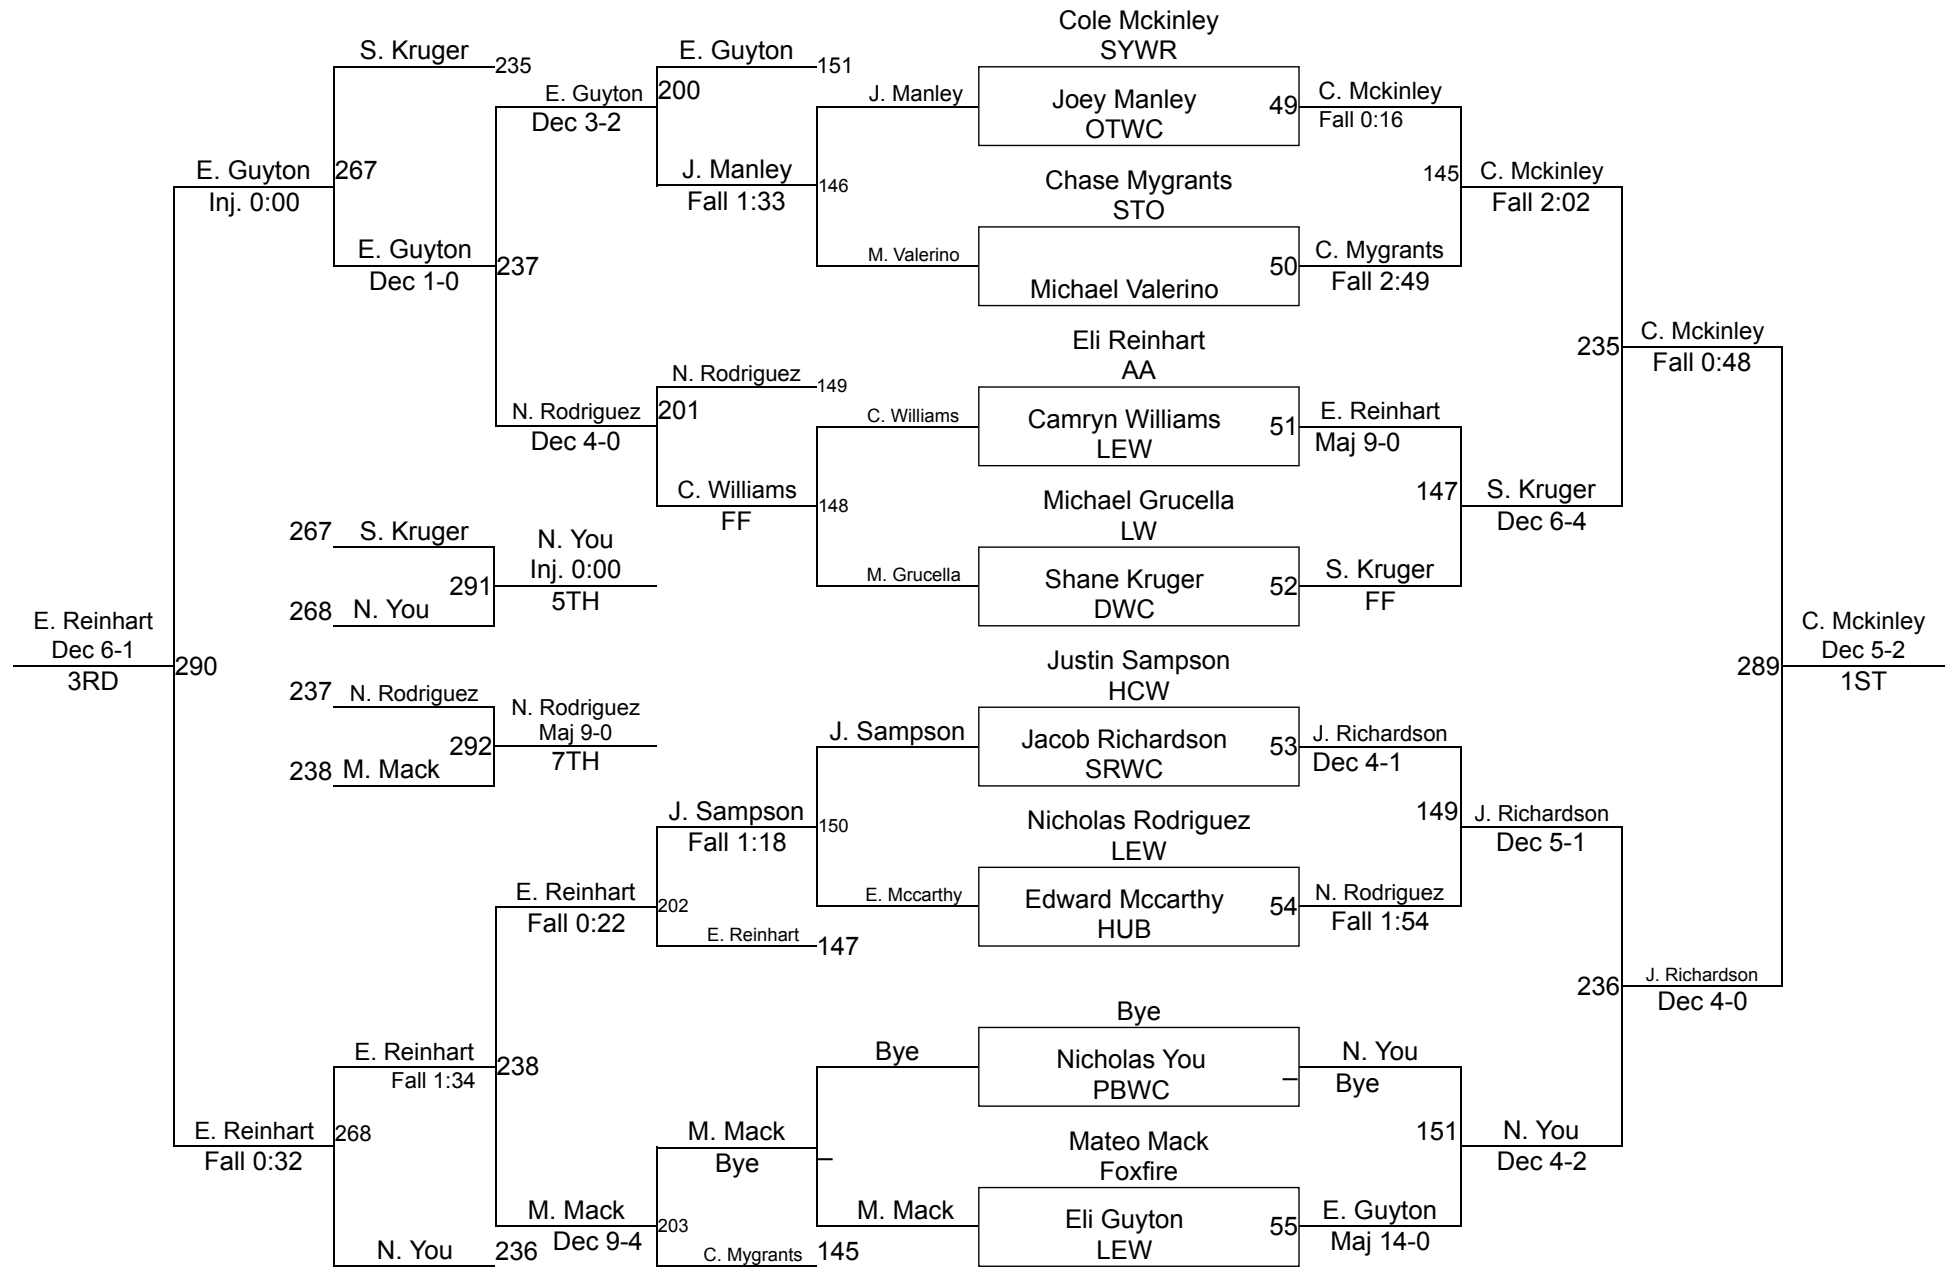 Cole Mckinley
SYWR
Joey Manley
OTWC
49
Chase Mygrants
STO
Michael Valerino
50
Eli Reinhart
AA
Camryn Williams
LEW
51
Michael Grucella
LW
Shane Kruger
DWC
52
Justin Sampson
HCW
Jacob Richardson
SRWC
53
Nicholas Rodriguez
LEW
Edward Mccarthy
HUB
54
Bye
Nicholas You
PBWC
–
Mateo Mack
Foxfire
Eli Guyton
LEW
55
C. Mckinley
Fall 0:16
145
C. Mygrants
Fall 2:49
E. Reinhart
Maj 9-0
147
S. Kruger
FF
J. Richardson
Dec 4-1
149
N. Rodriguez
Fall 1:54
N. You
Bye
151
E. Guyton
Maj 14-0
C. Mckinley
Fall 2:02
235
S. Kruger
Dec 6-4
J. Richardson
Dec 5-1
236
N. You
Dec 4-2
C. Mckinley
Fall 0:48
289
J. Richardson
Dec 4-0
C. Mckinley
Dec 5-2
1ST
J. Manley
146
M. Valerino
C. Williams
148
M. Grucella
J. Sampson
150
E. Mccarthy
Bye
–
M. Mack
E. Guyton
151
200
J. Manley
Fall 1:33
N. Rodriguez
149
201
C. Williams
FF
J. Sampson
Fall 1:18
202
E. Reinhart
147
M. Mack
Bye
203
C. Mygrants
145
E. Guyton
Dec 3-2
237
N. Rodriguez
Dec 4-0
E. Reinhart
Fall 0:22
238
M. Mack
Dec 9-4
S. Kruger
235
267
E. Guyton
Dec 1-0
E. Reinhart
Fall 1:34
268
N. You
236
E. Guyton
Inj. 0:00
290
E. Reinhart
Fall 0:32
E. Reinhart
Dec 6-1
3RD
267
S. Kruger
291
268
N. You
N. You
Inj. 0:00
5TH
237
N. Rodriguez
292
238
M. Mack
N. Rodriguez
Maj 9-0
7TH